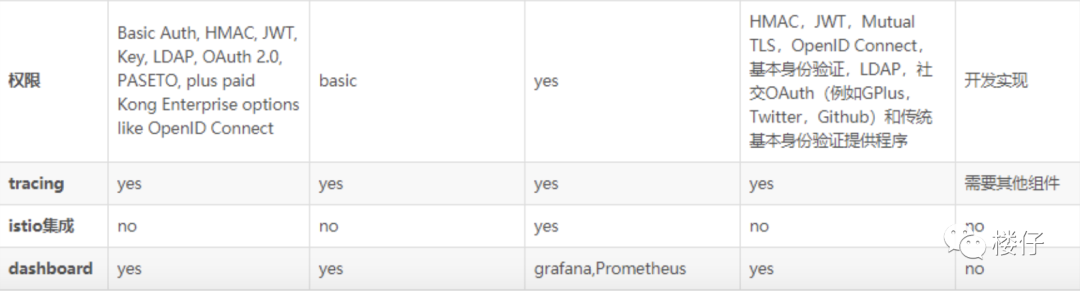 权限
Basic Auth, HMAC, JWT,
Key, LDAP, OAuth 2.0,
PASETO, plus paid
Kong Enterprise options
like OpenID Connect
basic
yes
HMAC，JWT，Mutual
TLS，OpenID Connect，
基本身份验证，LDAP，社
交OAuth（例如GPlus，
Twitter，Github）和传统
基本身份验证提供程序
开发实现
tracing
yes
yes
yes
yes
需要其他组件
istio集成
no
no
yes
no
no
dashboard
yes
yes
grafana,Prometheus
yes
no
楼仔